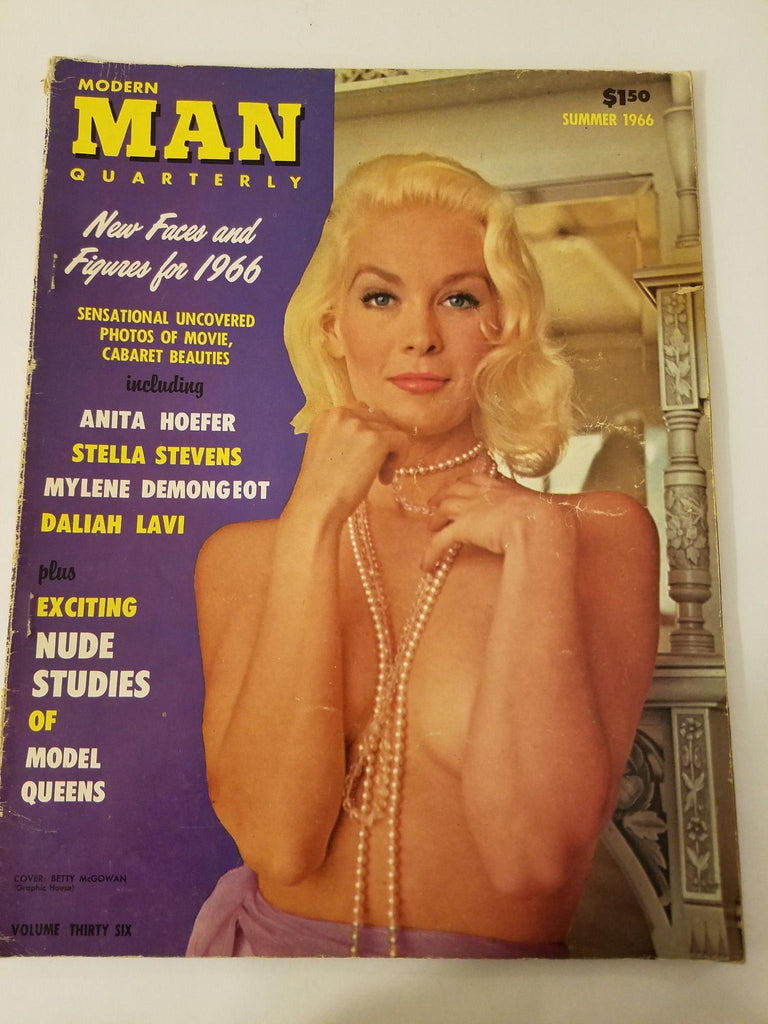 MODERN
MAN
QUARTERLY
$1.50
SUMMER 1966
New Faces and
Figures for 1966
SENSATIONAL UNCOVERED
PHOTOS OF MOVIE,
CABARET BEAUTIES
including
ANITA HOEFER
STELLA STEVENS
MYLENE DEMONGEOT
DALIAH LAVI
plus
EXCITING
NUDE
STUDIES
OF
MODEL
QUEENS
COVER: BETTY McGOWAN
(Graphic House)
VOLUME THIRTY SIX